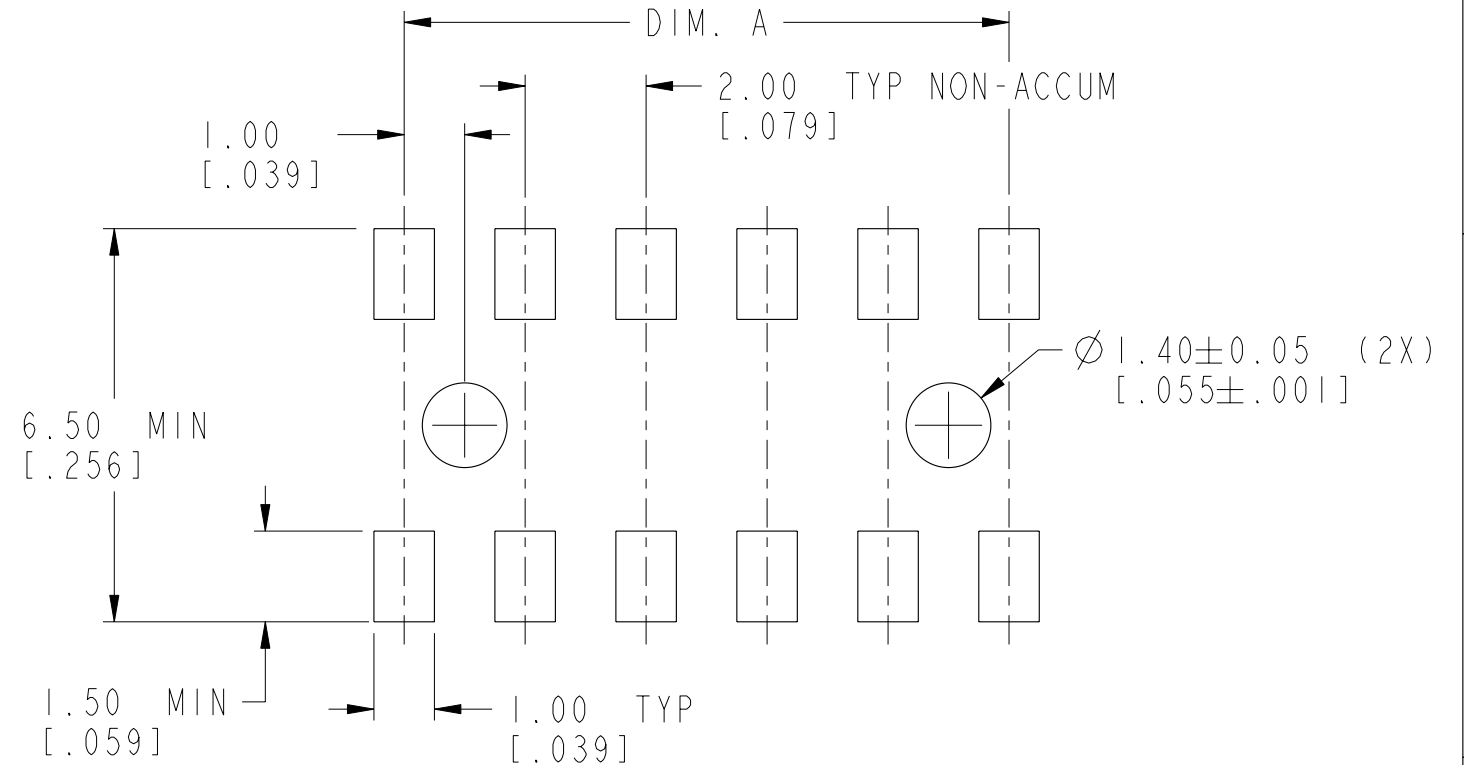 DIM. A
2.00 TYP NON-ACCUM
[.079]
1.00
[.039]
Ø1.40±0.05 (2X)
[.055±.001]
6.50 MIN
[.256]
1.50 MIN
[.059]
1.00 TYP
[.039]